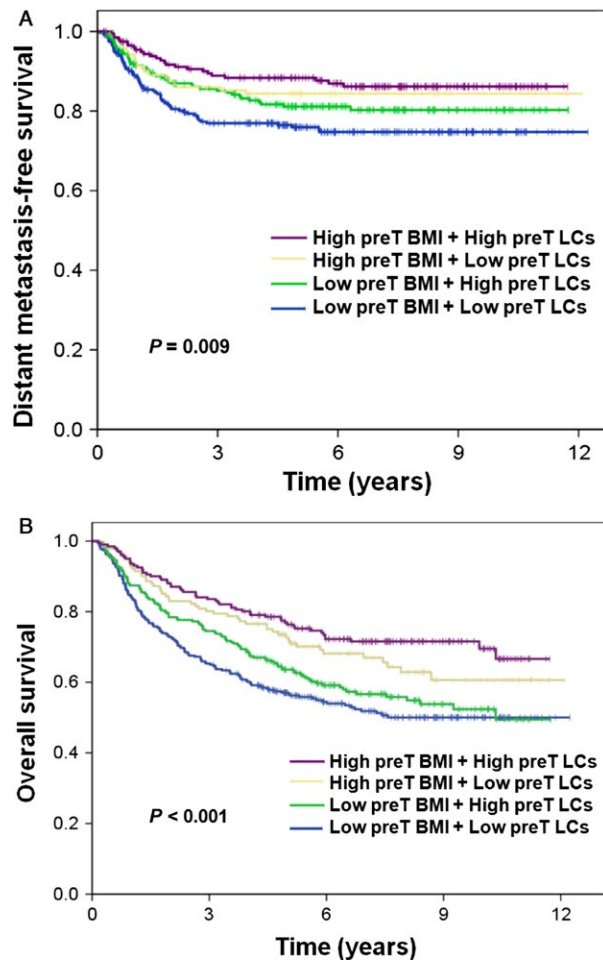 A
1.0
0.8
0.6
0.4
0.2
0.0
Distant metastasis-free survival
High preT BMI + High preT LCs
High preT BMI + Low preT LCs
Low preT BMI + High preT LCs
Low preT BMI + Low preT LCs
P = 0.009
0 3 6 9 12
Time (years)
B
1.0
0.8
0.6
0.4
0.2
0.0
Overall survival
High preT BMI + High preT LCs
High preT BMI + Low preT LCs
Low preT BMI + High preT LCs
Low preT BMI + Low preT LCs
P < 0.001
0 3 6 9 12
Time (years)